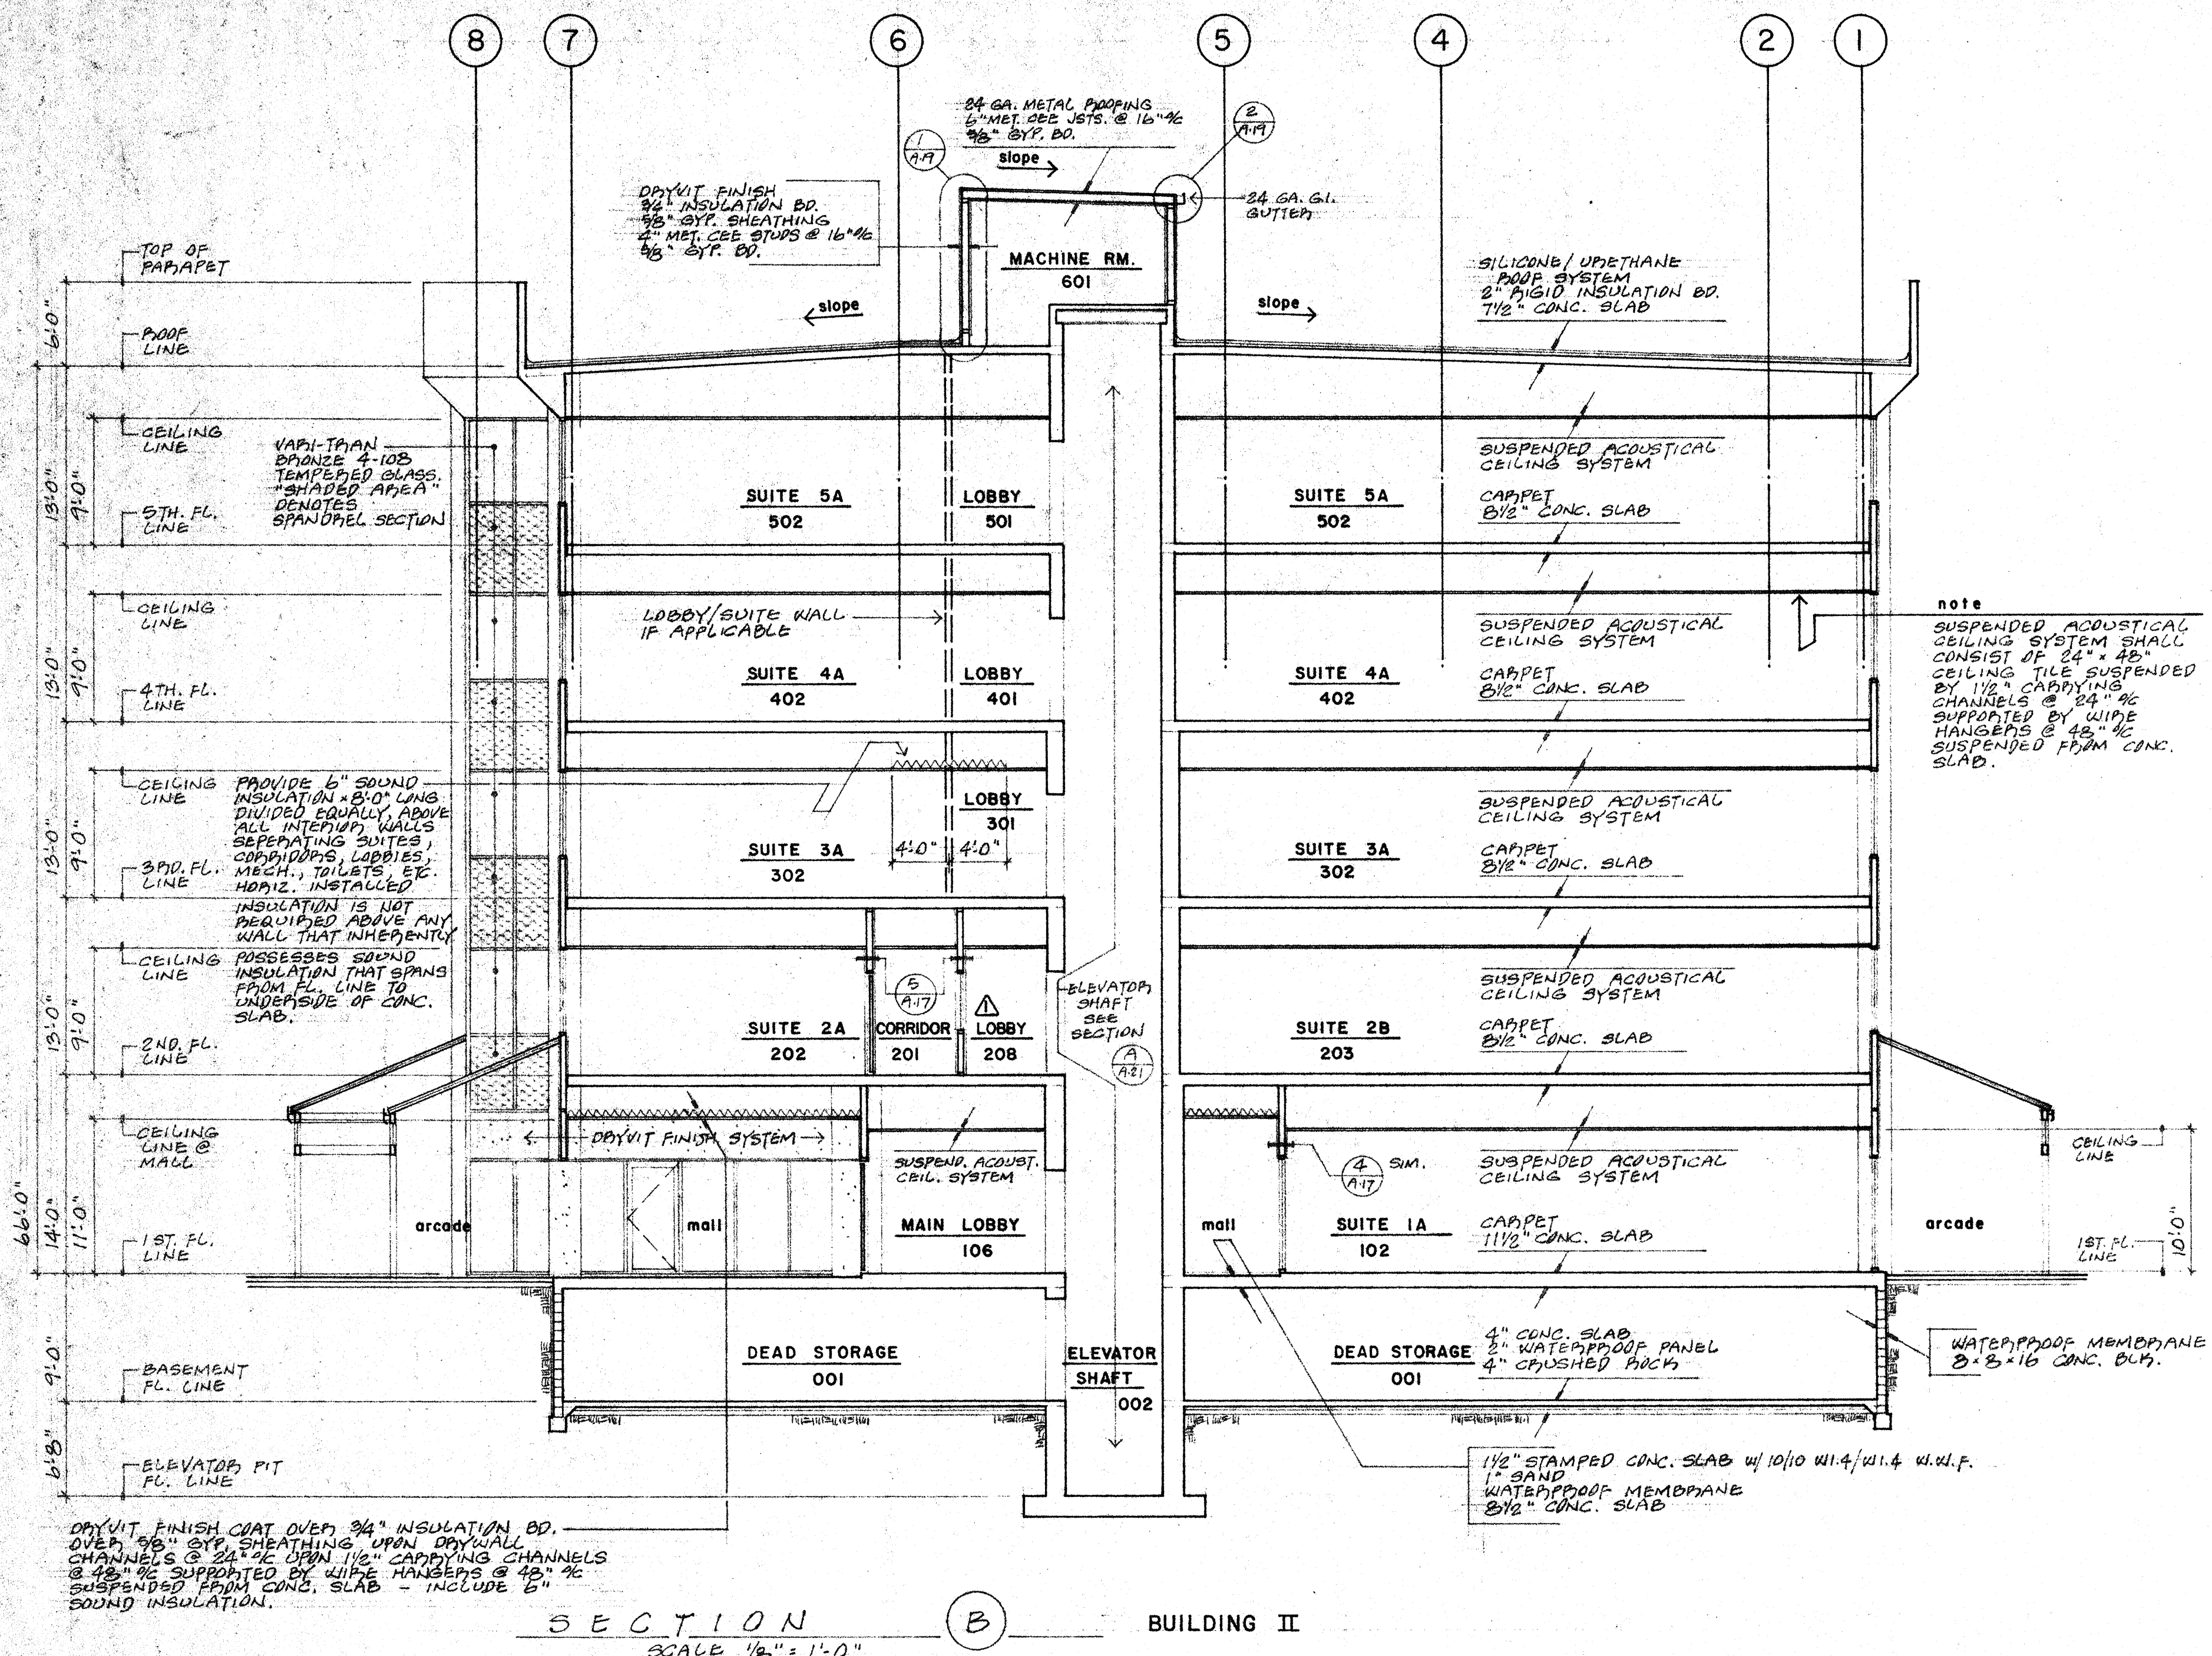 8
7
6
5
4
2
1
24 GA. METAL ROOFING
6" MET. CEE JSTS. @ 16" o/c
5/8" GYP. BD.
slope
1
A.19
2
A.19
DRYVIT FINISH
3/4" INSULATION BD.
5/8" GYP. SHEATHING
4" MET. CEE STUDS @ 16" o/c
5/8" GYP. BD.
24 GA. G.I.
GUTTER
MACHINE RM.
601
slope
slope
SILICONE/URETHANE
ROOF SYSTEM
2" RIGID INSULATION BD.
7 1/2" CONC. SLAB
TOP OF
PARAPET
6'-0"
ROOF
LINE
CEILING
LINE
VARI-TRAN
BRONZE 4-108
TEMPERED GLASS.
"SHADED AREA"
DENOTES
SPANDREL SECTION
13'-0"
9'-0"
5TH. FL.
LINE
SUITE 5A
502
LOBBY
501
SUITE 5A
502
SUSPENDED ACOUSTICAL
CEILING SYSTEM
CARPET
8 1/2" CONC. SLAB
CEILING
LINE
LOBBY/SUITE WALL
IF APPLICABLE
13'-0"
9'-0"
4TH. FL.
LINE
SUITE 4A
402
LOBBY
401
SUITE 4A
402
SUSPENDED ACOUSTICAL
CEILING SYSTEM
CARPET
8 1/2" CONC. SLAB
note
SUSPENDED ACOUSTICAL
CEILING SYSTEM SHALL
CONSIST OF 24" x 48"
CEILING TILE SUSPENDED
BY 1 1/2" CARRYING
CHANNELS @ 24" o/c
SUPPORTED BY WIRE
HANGERS @ 48" o/c
SUSPENDED FROM CONC.
SLAB.
CEILING
LINE
PROVIDE 6" SOUND
INSULATION x 8'-0" LONG
DIVIDED EQUALLY, ABOVE
ALL INTERIOR WALLS
SEPERATING SUITES,
CORRIDORS, LOBBIES,
MECH., TOILETS, ETC.
HORIZ. INSTALLED
INSULATION IS NOT
REQUIRED ABOVE ANY
WALL THAT INHERENTLY
POSSESSES SOUND
INSULATION THAT SPANS
FROM FL. LINE TO
UNDERSIDE OF CONC.
SLAB.
13'-0"
9'-0"
3RD. FL.
LINE
SUITE 3A
302
LOBBY
301
4'-0"
4'-0"
SUITE 3A
302
SUSPENDED ACOUSTICAL
CEILING SYSTEM
CARPET
8 1/2" CONC. SLAB
CEILING
LINE
13'-0"
9'-0"
2ND. FL.
LINE
SUITE 2A
202
5
A.17
CORRIDOR
201
1
LOBBY
208
ELEVATOR
SHAFT
SEE
SECTION
A
A.21
SUITE 2B
203
SUSPENDED ACOUSTICAL
CEILING SYSTEM
CARPET
8 1/2" CONC. SLAB
CEILING
LINE @
MALL
66'-0"
14'-0"
11'-0"
1ST. FL.
LINE
DRYVIT FINISH SYSTEM
arcade
mall
SUSPEND. ACOUST.
CEIL. SYSTEM
MAIN LOBBY
106
mall
4
A.17
SIM.
SUITE 1A
102
SUSPENDED ACOUSTICAL
CEILING SYSTEM
CARPET
11 1/2" CONC. SLAB
arcade
CEILING
LINE
1ST. FL.
LINE
10'-0"
9'-0"
BASEMENT
FL. LINE
DEAD STORAGE
001
ELEVATOR
SHAFT
002
DEAD STORAGE
001
4" CONC. SLAB
2" WATERPROOF PANEL
4" CRUSHED ROCK
WATERPROOF MEMBRANE
8x8x16 CONC. BLK.
6'-8"
ELEVATOR PIT
FL. LINE
1 1/2" STAMPED CONC. SLAB W/ 10/10 W1.4/W1.4 W.W.F.
1" SAND
WATERPROOF MEMBRANE
8 1/2" CONC. SLAB
DRYVIT FINISH COAT OVER 3/4" INSULATION BD.
OVER 5/8" GYP. SHEATHING UPON DRYWALL
CHANNELS @ 24" o/c UPON 1 1/2" CARRYING CHANNELS
@ 48" o/c SUPPORTED BY WIRE HANGERS @ 48" o/c
SUSPENDED FROM CONC. SLAB - INCLUDE 6"
SOUND INSULATION.
SECTION
B
BUILDING II
SCALE 1/8" = 1'-0"